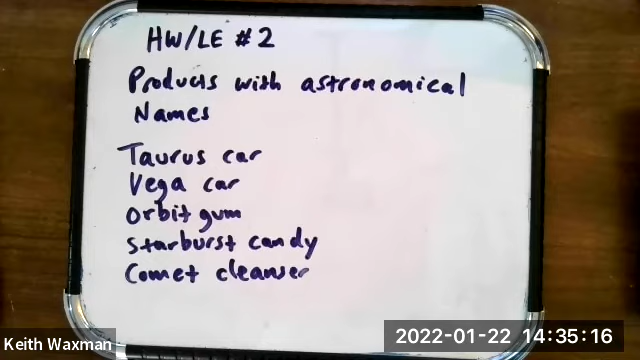 HW/LE #2
Products with astronomical
Names
Taurus car
Vega car
Orbit gum
Starburst candy
Comet cleanser
Keith Waxman
2022-01-22 14:35:16